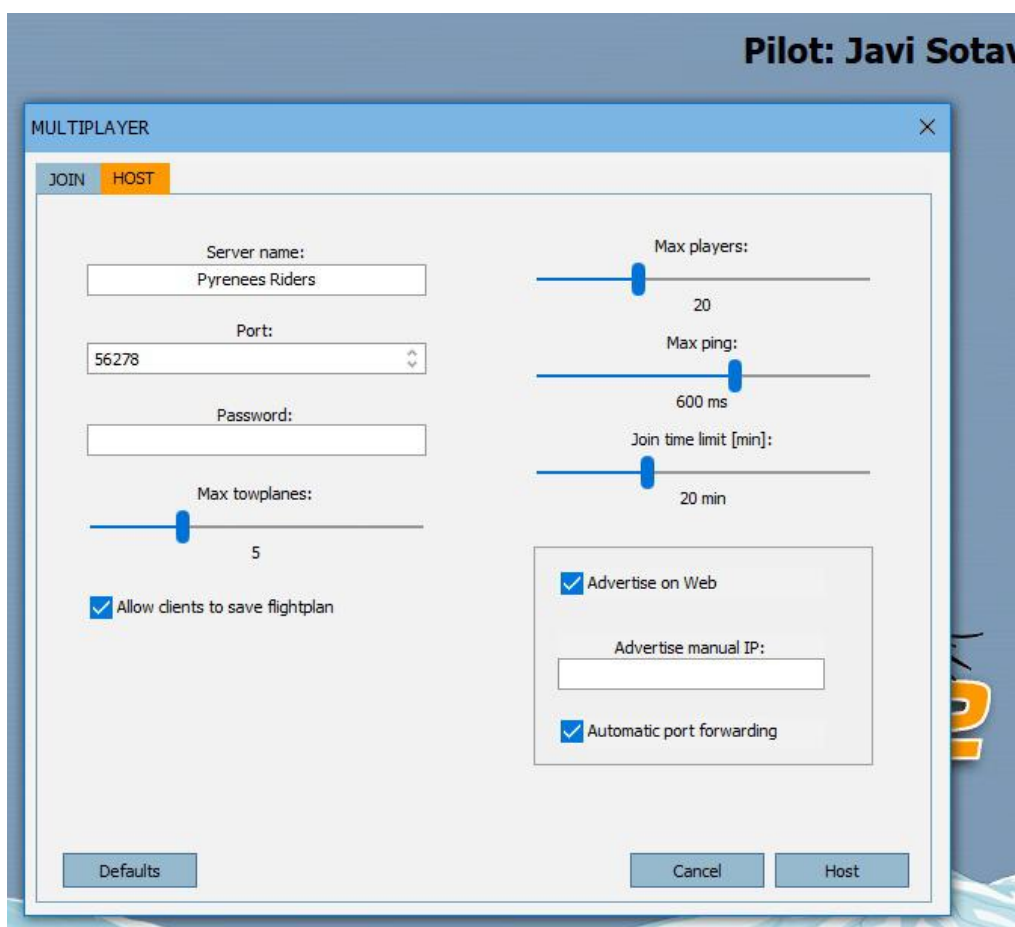 Pilot: Javi Sotav
MULTIPLAYER
JOIN HOST
Server name:
Pyrenees Riders
Port:
56278
Password:
Max towplanes:
5
Allow clients to save flightplan
Max players:
20
Max ping:
600 ms
Join time limit [min]:
20 min
Advertise on Web
Advertise manual IP:
Automatic port forwarding
2
Defaults
Cancel
Host